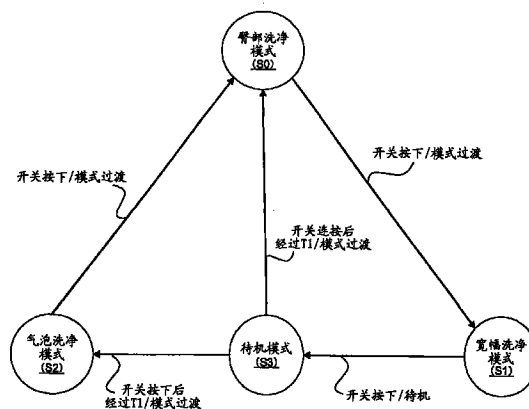 臀部洗净
模式
(S0)
开关按下/模式过渡
开关按下/模式过渡
开关连接后
经过T1/模式过渡
气泡洗净
模式
(S2)
待机模式
(S3)
宽幅洗净
模式
(S1)
开关按下后
经过T1/模式过渡
开关按下/待机